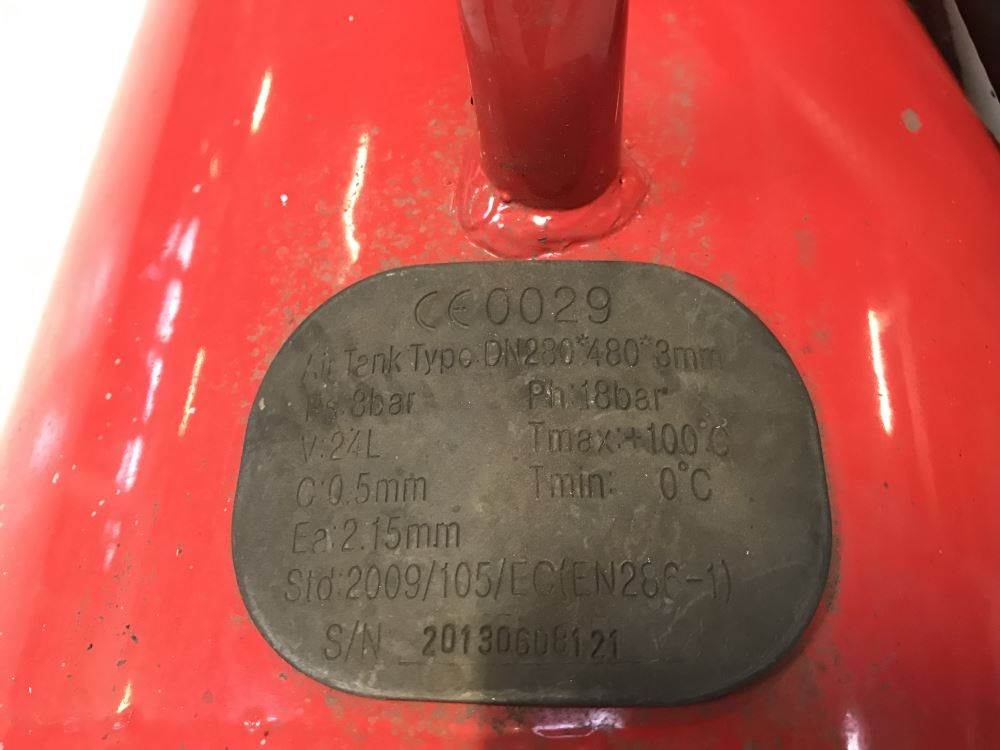 CE0029
Air Tank Type:DN280*480*3mm
Ps:8bar Ph:18bar
V:24L Tmax:+100°C
C:0.5mm Tmin: 0°C
Ea:2.15mm
Std:2009/105/EC(EN286-1)
S/N 20130608121